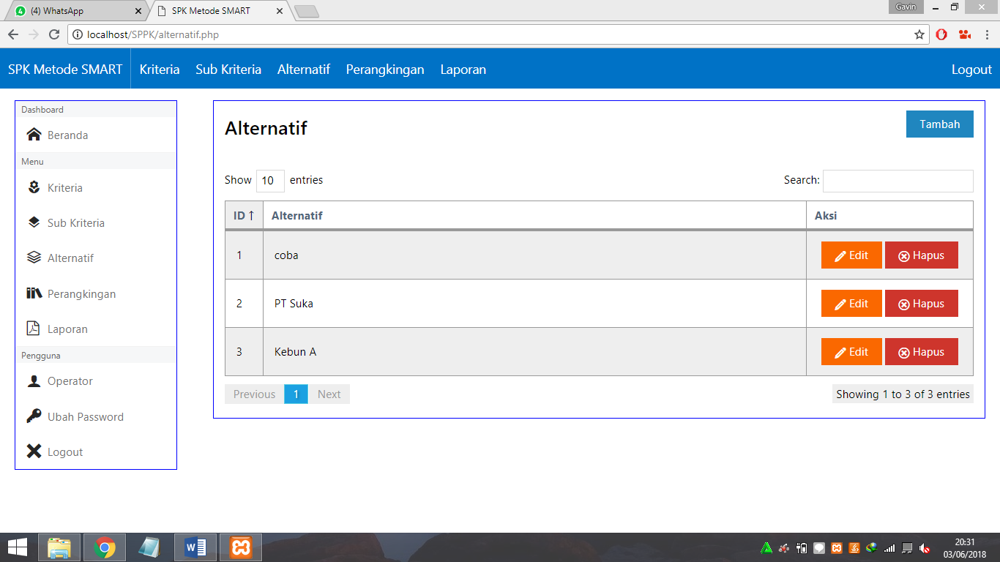 (4) WhatsApp
SPK Metode SMART
Gavin
localhost/SPPK/alternatif.php
SPK Metode SMART Kriteria Sub Kriteria Alternatif Perangkingan Laporan Logout
Dashboard
Beranda
Menu
Kriteria
Sub Kriteria
Alternatif
Perangkingan
Laporan
Pengguna
Operator
Ubah Password
Logout
Alternatif
Tambah
Show 10 entries
Search:
ID ↑ Alternatif Aksi
1 coba Edit Hapus
2 PT Suka Edit Hapus
3 Kebun A Edit Hapus
Previous 1 Next
Showing 1 to 3 of 3 entries
20:31
03/06/2018